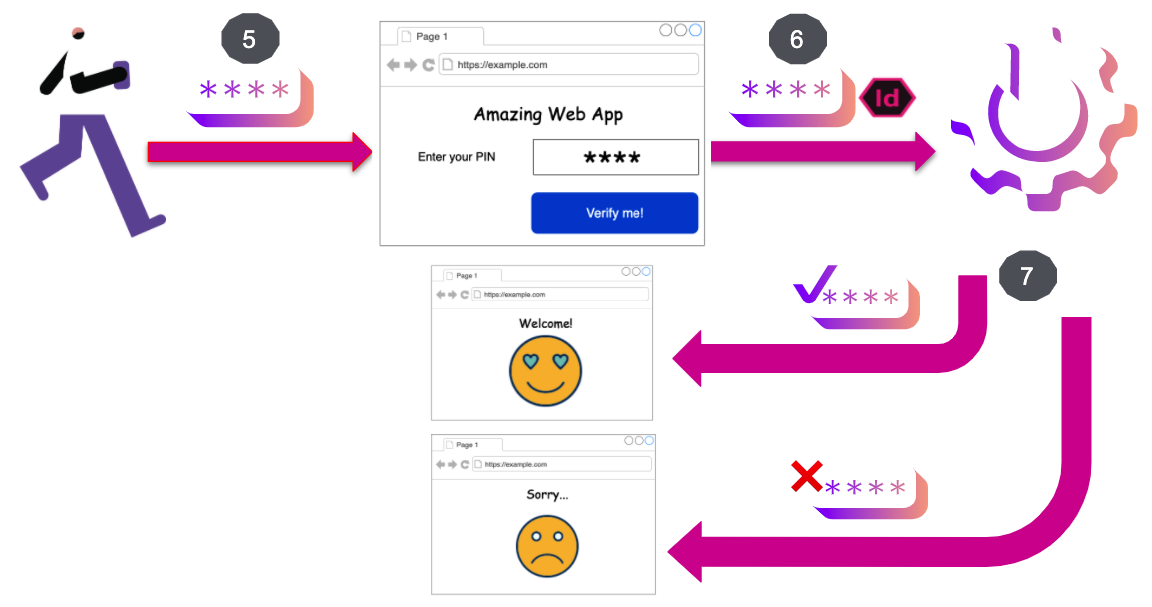 5
****
Page 1
https://example.com
Amazing Web App
Enter your PIN
****
Verify me!
6
****
Id
7
****
Page 1
https://example.com
Welcome!
****
Page 1
https://example.com
Sorry...